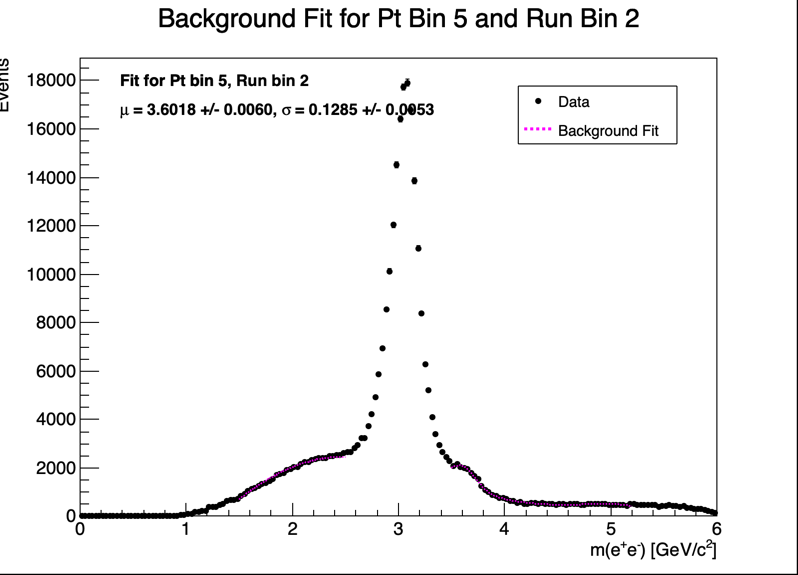 Background Fit for Pt Bin 5 and Run Bin 2
Events
Fit for Pt bin 5, Run bin 2
μ = 3.6018 +/- 0.0060, σ = 0.1285 +/- 0.0053
Data
Background Fit
18000
16000
14000
12000
10000
8000
6000
4000
2000
0
0 1 2 3 4 5 6
m(e⁺e⁻) [GeV/c²]